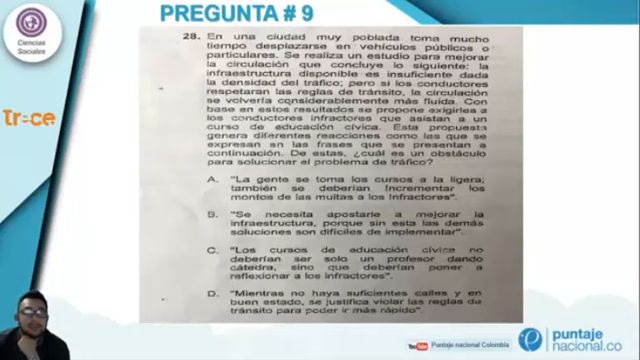 PREGUNTA # 9
Ciencias
Sociales
Tr=ce
28. En una ciudad muy poblada toma mucho
tiempo desplazarse en vehículos públicos o
particulares. Se realiza un estudio para mejorar
la circulación que concluye lo siguiente: la
infraestructura disponible es insuficiente dada
la densidad del tráfico; pero si los conductores
respetaran las reglas de tránsito, la circulación
se volvería considerablemente más fluida. Con
base en estos resultados se propone exigirles a
los conductores infractores que asistan a un
curso de educación cívica. Esta propuesta
genera diferentes reacciones como las que se
expresan en las frases que se presentan a
continuación. De estas, ¿cuál es un obstáculo
para solucionar el problema de tráfico?
A. "La gente se toma los cursos a la ligera;
también se deberían incrementar los
montos de las multas a los infractores".
B. "Se necesita apostarle a mejorar la
infraestructura, porque sin esta las demás
soluciones son difíciles de implementar".
C. "Los cursos de educación cívica no
deberían ser solo un profesor dando
cátedra, sino que deberían poner a
reflexionar a los infractores".
D. "Mientras no haya suficientes calles y en
buen estado, se justifica violar las reglas de
tránsito para poder ir más rápido".
You Tube Puntaje nacional Colombia
puntaje
nacional.co